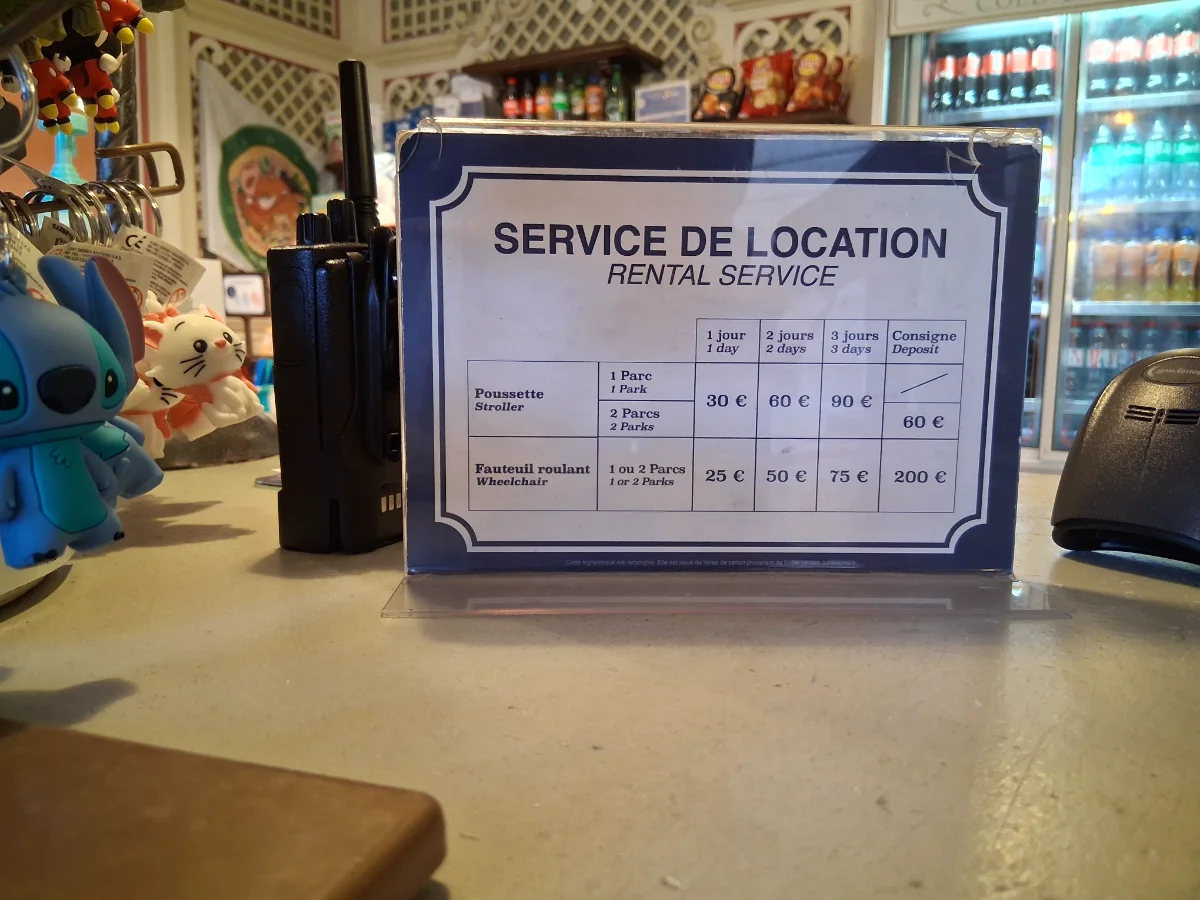 SERVICE DE LOCATION
RENTAL SERVICE
1 jour 2 jours 3 jours Consigne
1 day 2 days 3 days Deposit
Poussette
Stroller
1 Parc
1 Park
2 Parcs
2 Parks
30 € 60 € 90 €
60 €
Fauteuil roulant
Wheelchair
1 ou 2 Parcs
1 or 2 Parks
25 € 50 € 75 € 200 €
COLD
CE